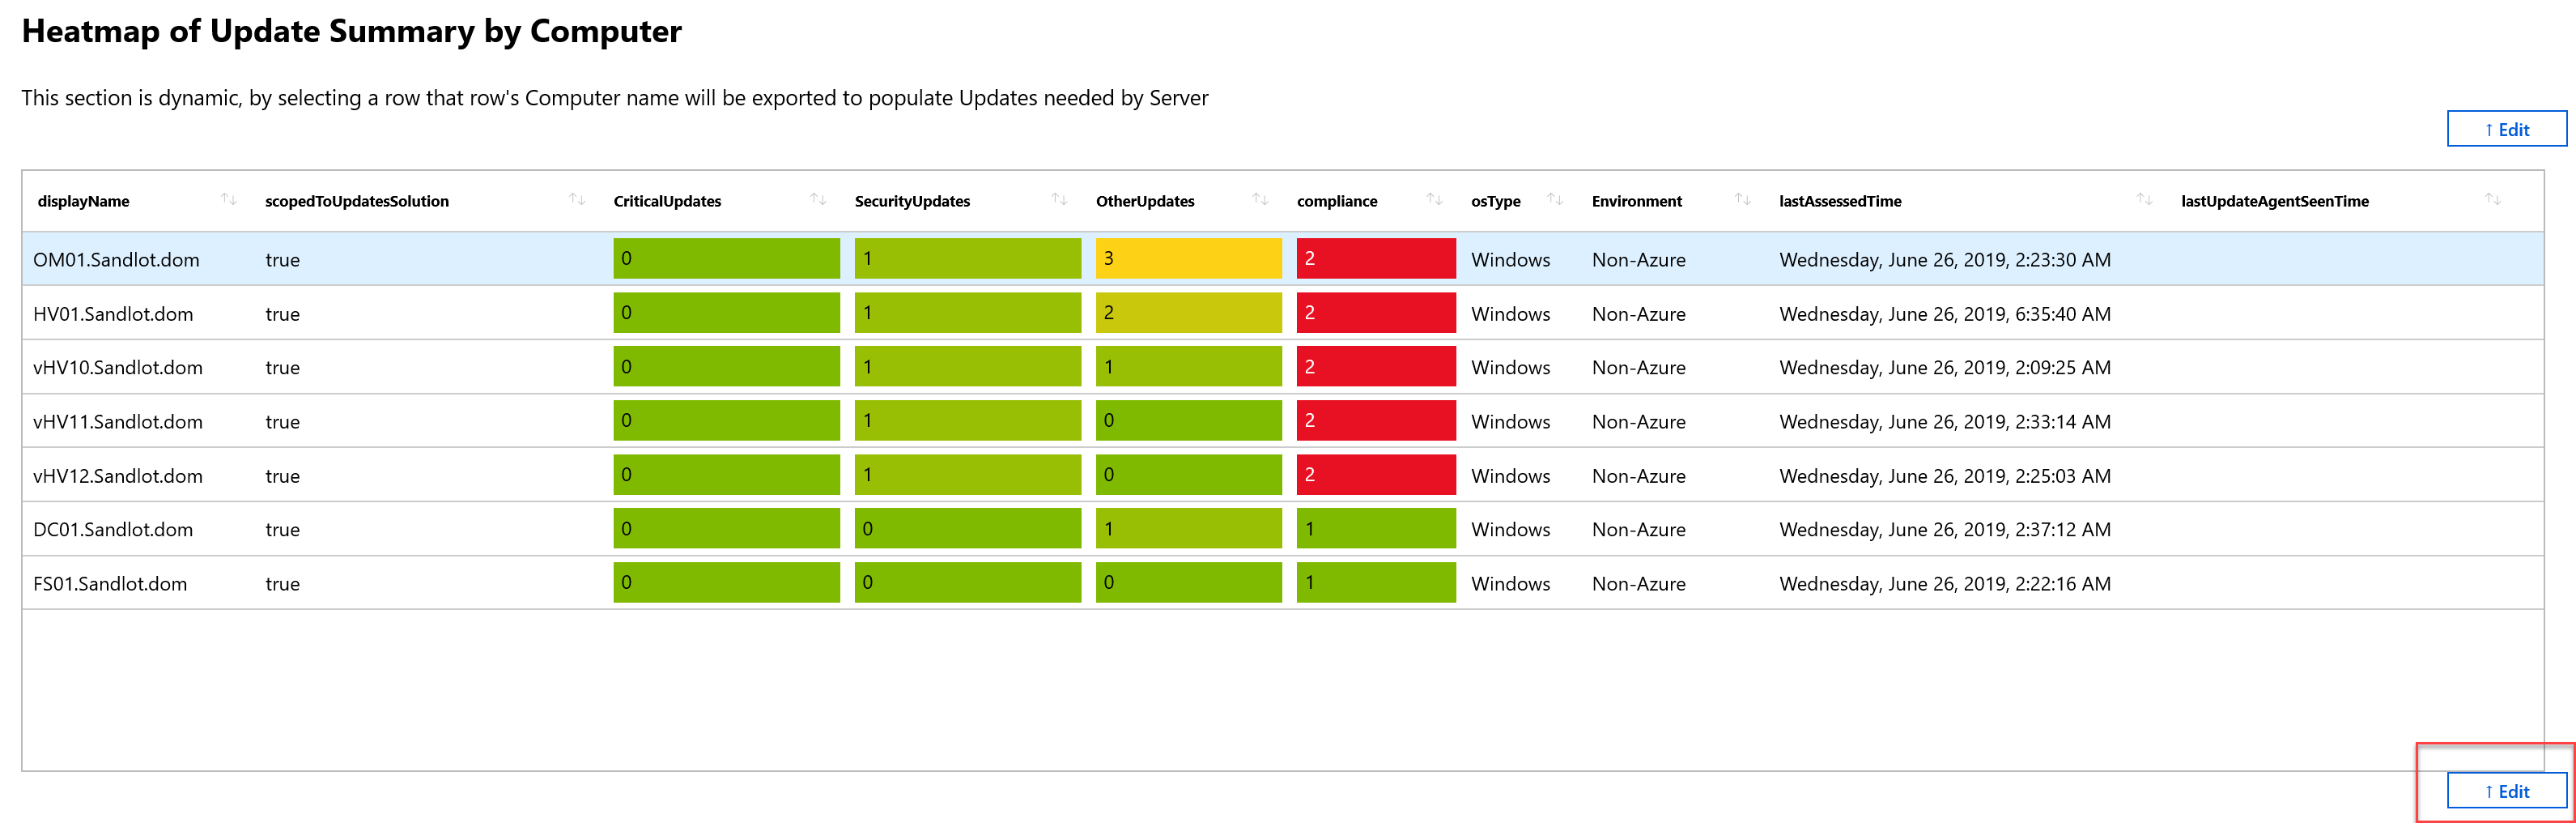 Heatmap of Update Summary by Computer
This section is dynamic, by selecting a row that row's Computer name will be exported to populate Updates needed by Server
↑ Edit
displayName ↑↓ scopedToUpdatesSolution ↑↓ CriticalUpdates ↑↓ SecurityUpdates ↑↓ OtherUpdates ↑↓ compliance ↑↓ osType ↑↓ Environment ↑↓ lastAssessedTime ↑↓ lastUpdateAgentSeenTime ↑↓
OM01.Sandlot.dom true 0 1 3 2 Windows Non-Azure Wednesday, June 26, 2019, 2:23:30 AM
HV01.Sandlot.dom true 0 1 2 2 Windows Non-Azure Wednesday, June 26, 2019, 6:35:40 AM
vHV10.Sandlot.dom true 0 1 1 2 Windows Non-Azure Wednesday, June 26, 2019, 2:09:25 AM
vHV11.Sandlot.dom true 0 1 0 2 Windows Non-Azure Wednesday, June 26, 2019, 2:33:14 AM
vHV12.Sandlot.dom true 0 1 0 2 Windows Non-Azure Wednesday, June 26, 2019, 2:25:03 AM
DC01.Sandlot.dom true 0 0 1 1 Windows Non-Azure Wednesday, June 26, 2019, 2:37:12 AM
FS01.Sandlot.dom true 0 0 0 1 Windows Non-Azure Wednesday, June 26, 2019, 2:22:16 AM
↑ Edit